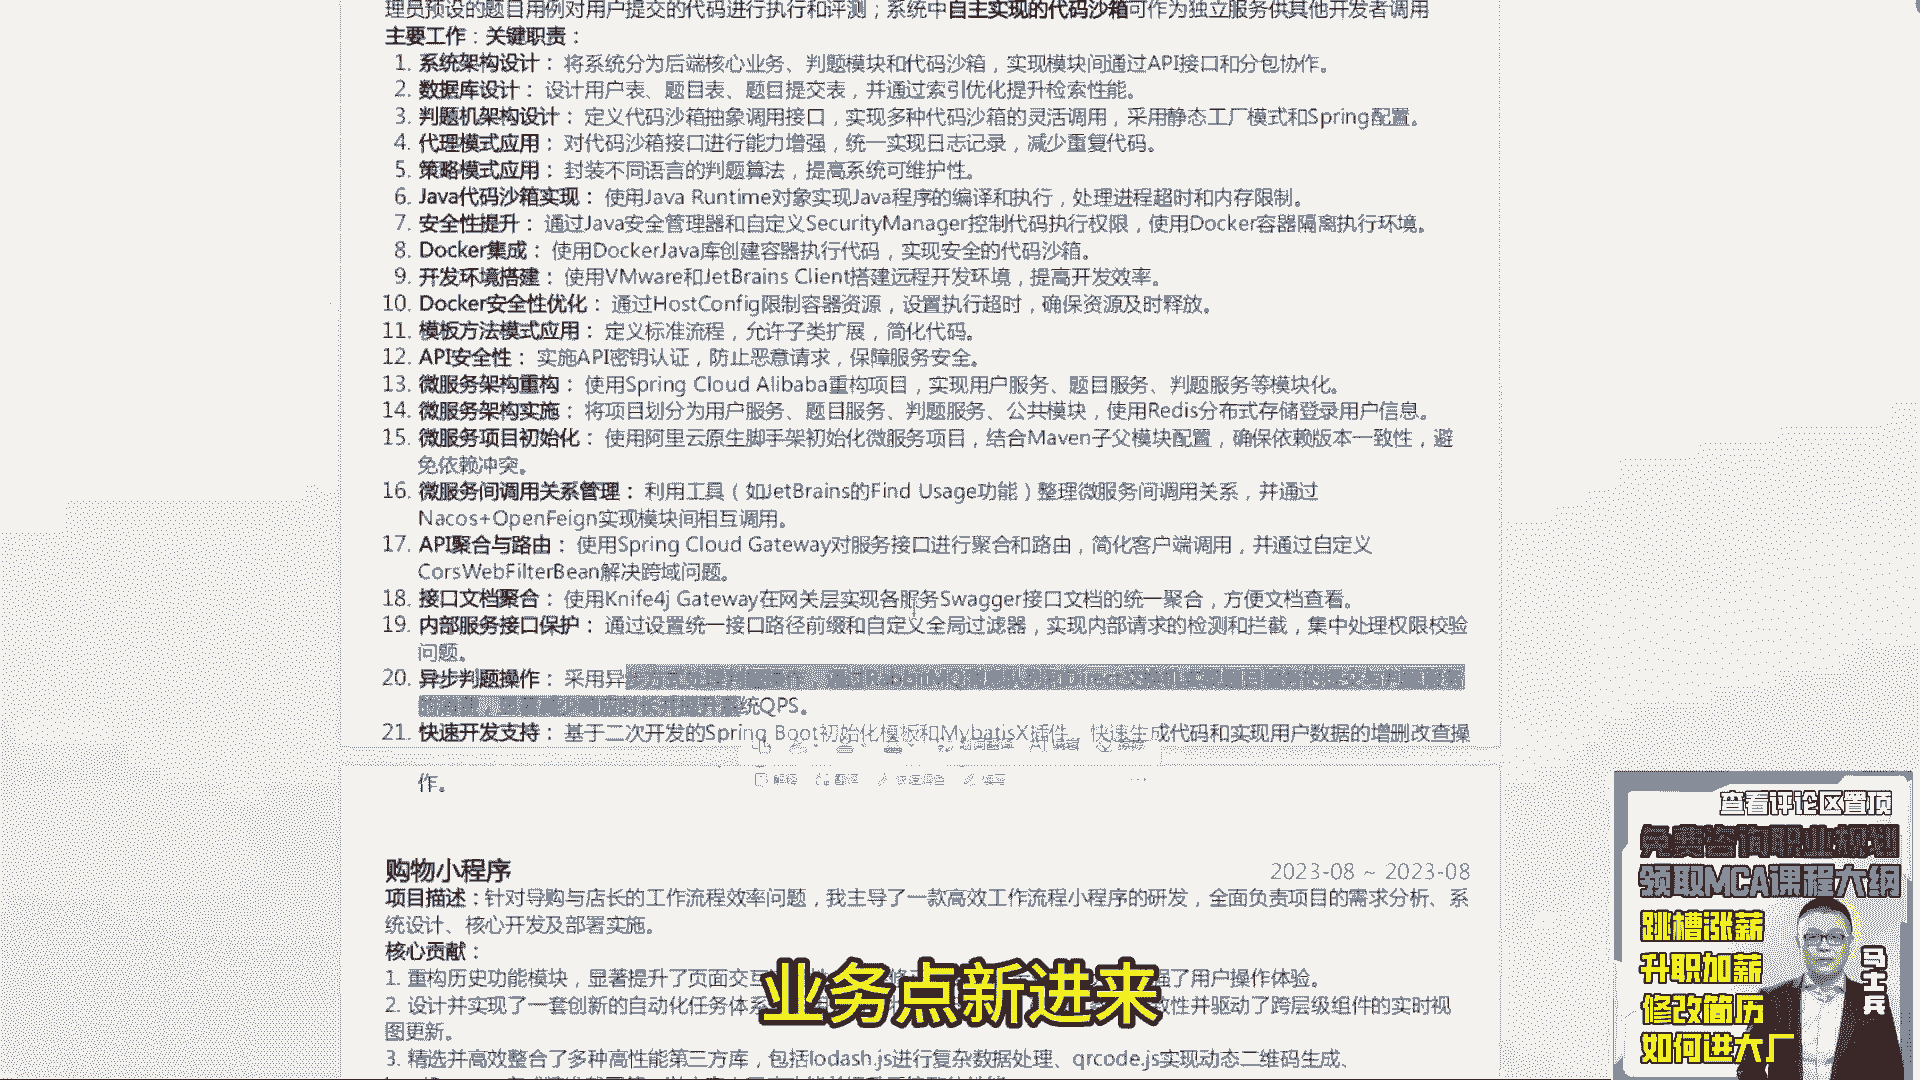 理员预设的题目用例对用户提交的代码进行执行和评测；系统中自主实现的代码沙箱可作为独立服务供其他开发者调用
主要工作：关键职责：
1. 系统架构设计： 将系统分为后端核心业务、判题模块和代码沙箱，实现模块间通过API接口和分包协作。
2. 数据库设计： 设计用户表、题目表、题目提交表，并通过索引优化提升检索性能。
3. 判题机架构设计： 定义代码沙箱抽象调用接口，实现多种代码沙箱的灵活调用，采用静态工厂模式和Spring配置。
4. 代理模式应用： 对代码沙箱接口进行能力增强，统一实现日志记录，减少重复代码。
5. 策略模式应用： 封装不同语言的判题算法，提高系统可维护性。
6. Java代码沙箱实现： 使用Java Runtime对象实现Java程序的编译和执行，处理进程超时和内存限制。
7. 安全性提升： 通过Java安全管理器和自定义SecurityManager控制代码执行权限，使用Docker容器隔离执行环境。
8. Docker集成： 使用DockerJava库创建容器执行代码，实现安全的代码沙箱。
9. 开发环境搭建： 使用VMware和JetBrains Client搭建远程开发环境，提高开发效率。
10. Docker安全性优化： 通过HostConfig限制容器资源，设置执行超时，确保资源及时释放。
11. 模板方法模式应用： 定义标准流程，允许子类扩展，简化代码。
12. API安全性： 实施API密钥认证，防止恶意请求，保障服务安全。
13. 微服务架构重构： 使用Spring Cloud Alibaba重构项目，实现用户服务、题目服务、判题服务等模块化。
14. 微服务架构实施： 将项目划分为用户服务、题目服务、判题服务、公共模块，使用Redis分布式存储登录用户信息。
15. 微服务项目初始化： 使用阿里云原生脚手架初始化微服务项目，结合Maven子父模块配置，确保依赖版本一致性，避
免依赖冲突。
16. 微服务间调用关系管理： 利用工具（如JetBrains的Find Usage功能）整理微服务间调用关系，并通过
Nacos+OpenFeign实现模块间相互调用。
17. API聚合与路由： 使用Spring Cloud Gateway对服务接口进行聚合和路由，简化客户端调用，并通过自定义
CorsWebFilterBean解决跨域问题。
18. 接口文档聚合： 使用Knife4j Gateway在网关层实现各服务Swagger接口文档的统一聚合，方便文档查看。
19. 内部服务接口保护： 通过设置统一接口路径前缀和自定义全局过滤器，实现内部请求的检测和拦截，集中处理权限校验
问题。
20. 异步判题操作： 采用异
统QPS。
21. 快速开发支持： 基于二次开发的Spring Boot初始化模板和MybatisX插件，快速生成代码和实现用户数据的增删改查操
作。
购物小程序 2023-08 ~ 2023-08
项目描述：针对导购与店长的工作流程效率问题，我主导了一款高效工作流程小程序的研发，全面负责项目的需求分析、系
统设计、核心开发及部署实施。
核心贡献：
1. 重构历史功能模块，显著提升了页面交互 强了用户操作体验。
2. 设计并实现了一套创新的自动化任务体系 致性并驱动了跨层级组件的实时视
图更新。
3. 精选并高效整合了多种高性能第三方库，包括lodash.js进行复杂数据处理、qrcode.js实现动态二维码生成、
业务点新进来
查看评论区置顶
免费咨询职业规划
领取MCA课程大纲
跳槽涨薪
升职加薪
修改简历
如何进大厂
马士兵